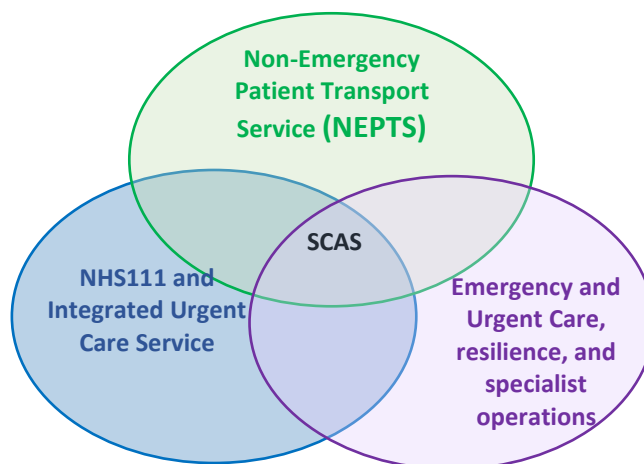 Non-Emergency
Patient Transport
Service (NEPTS)
SCAS
NHS111 and
Integrated Urgent
Care Service
Emergency and
Urgent Care,
resilience, and
specialist
operations